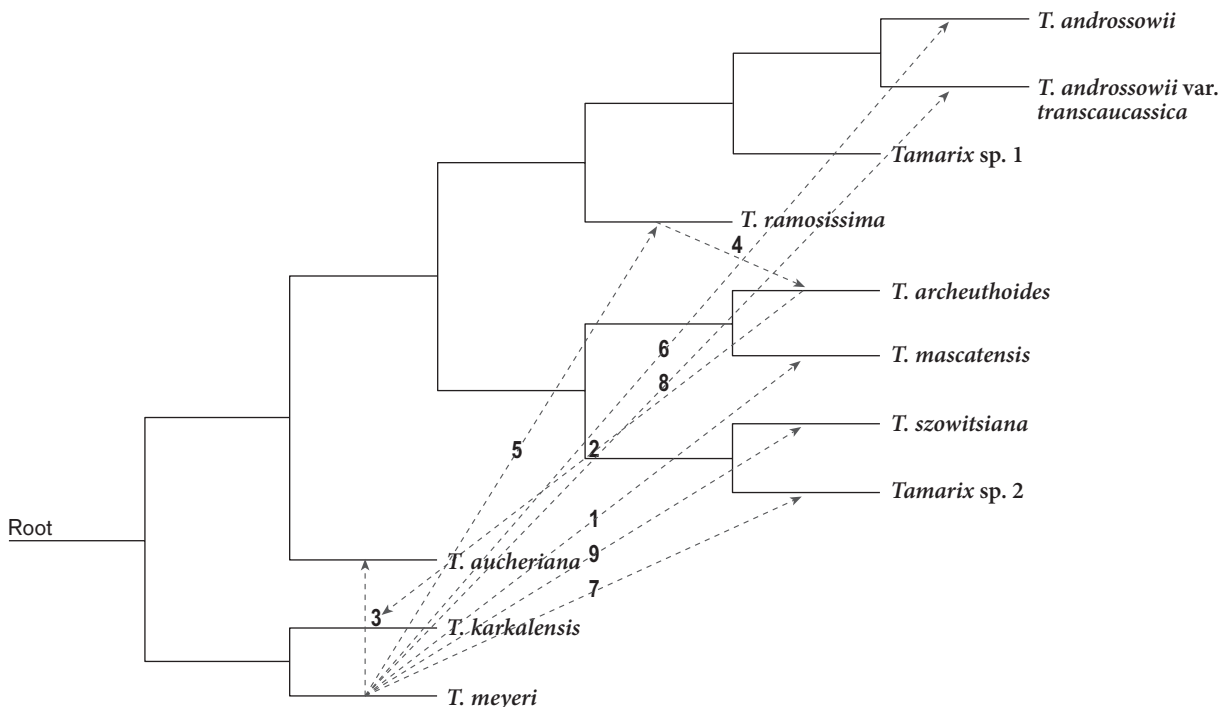 T. androssowii
T. androssowii var.
transcaucassica
Tamarix sp. 1
T. ramosissima
4
T. archeuthoides
6
T. mascatensis
8
T. szowitsiana
5
2
Tamarix sp. 2
1
Root
9
T. aucheriana
7
3
T. karkalensis
T. meyeri